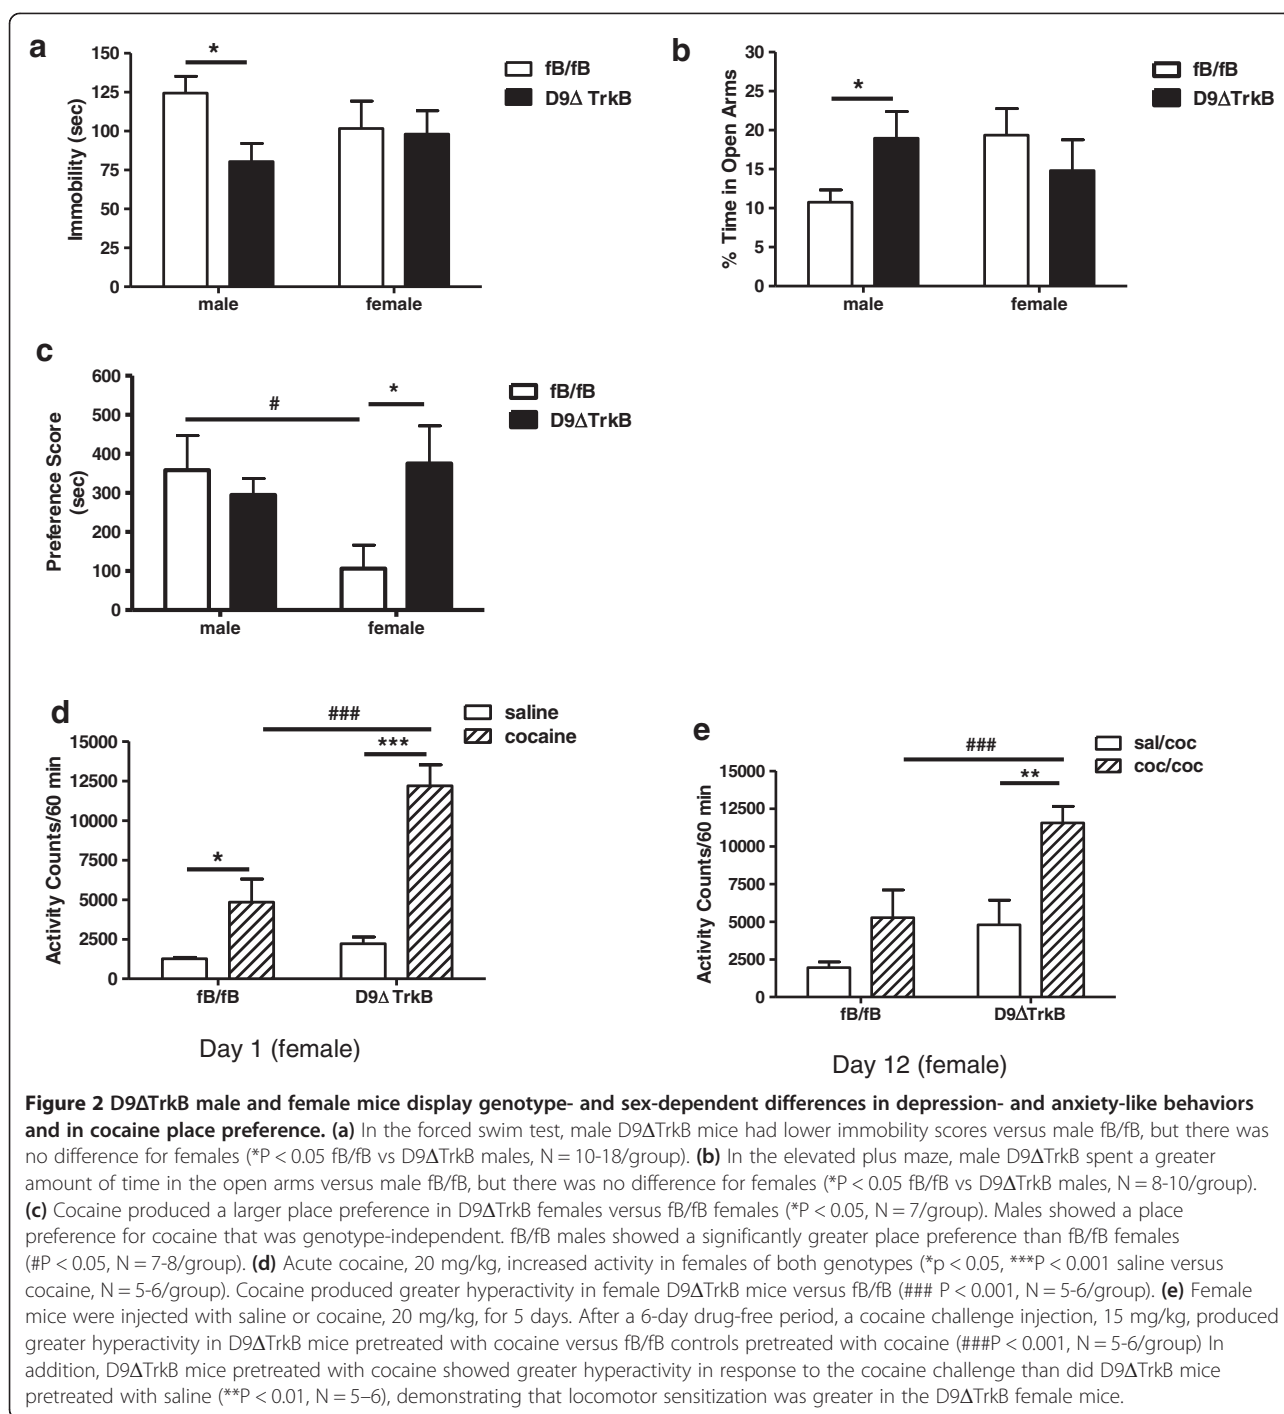 a
150
125
100
75
50
25
0
Immobility (sec)
*
male
female
fB/fB
D9Δ TrkB
b
30
25
20
15
10
5
0
% Time in Open Arms
*
male
female
fB/fB
D9ΔTrkB
c
600
500
400
300
200
100
0
Preference Score
(sec)
#
*
male
female
fB/fB
D9ΔTrkB
d
15000
12500
10000
7500
5000
2500
0
Activity Counts/60 min
###
***
*
fB/fB
D9Δ TrkB
saline
cocaine
Day 1 (female)
e
15000
12500
10000
7500
5000
2500
0
Activity Counts/60 min
###
**
fB/fB
D9ΔTrkB
sal/coc
coc/coc
Day 12 (female)
Figure 2 D9ΔTrkB male and female mice display genotype- and sex-dependent differences in depression- and anxiety-like behaviors
and in cocaine place preference. (a) In the forced swim test, male D9ΔTrkB mice had lower immobility scores versus male fB/fB, but there was
no difference for females (*P < 0.05 fB/fB vs D9ΔTrkB males, N = 10-18/group). (b) In the elevated plus maze, male D9ΔTrkB spent a greater
amount of time in the open arms versus male fB/fB, but there was no difference for females (*P < 0.05 fB/fB vs D9ΔTrkB males, N = 8-10/group).
(c) Cocaine produced a larger place preference in D9ΔTrkB females versus fB/fB females (*P < 0.05, N = 7/group). Males showed a place
preference for cocaine that was genotype-independent. fB/fB males showed a significantly greater place preference than fB/fB females
(#P < 0.05, N = 7-8/group). (d) Acute cocaine, 20 mg/kg, increased activity in females of both genotypes (*p < 0.05, ***P < 0.001 saline versus
cocaine, N = 5-6/group). Cocaine produced greater hyperactivity in female D9ΔTrkB mice versus fB/fB (### P < 0.001, N = 5-6/group). (e) Female
mice were injected with saline or cocaine, 20 mg/kg, for 5 days. After a 6-day drug-free period, a cocaine challenge injection, 15 mg/kg, produced
greater hyperactivity in D9ΔTrkB mice pretreated with cocaine versus fB/fB controls pretreated with cocaine (###P < 0.001, N = 5-6/group) In
addition, D9ΔTrkB mice pretreated with cocaine showed greater hyperactivity in response to the cocaine challenge than did D9ΔTrkB mice
pretreated with saline (**P < 0.01, N = 5–6), demonstrating that locomotor sensitization was greater in the D9ΔTrkB female mice.